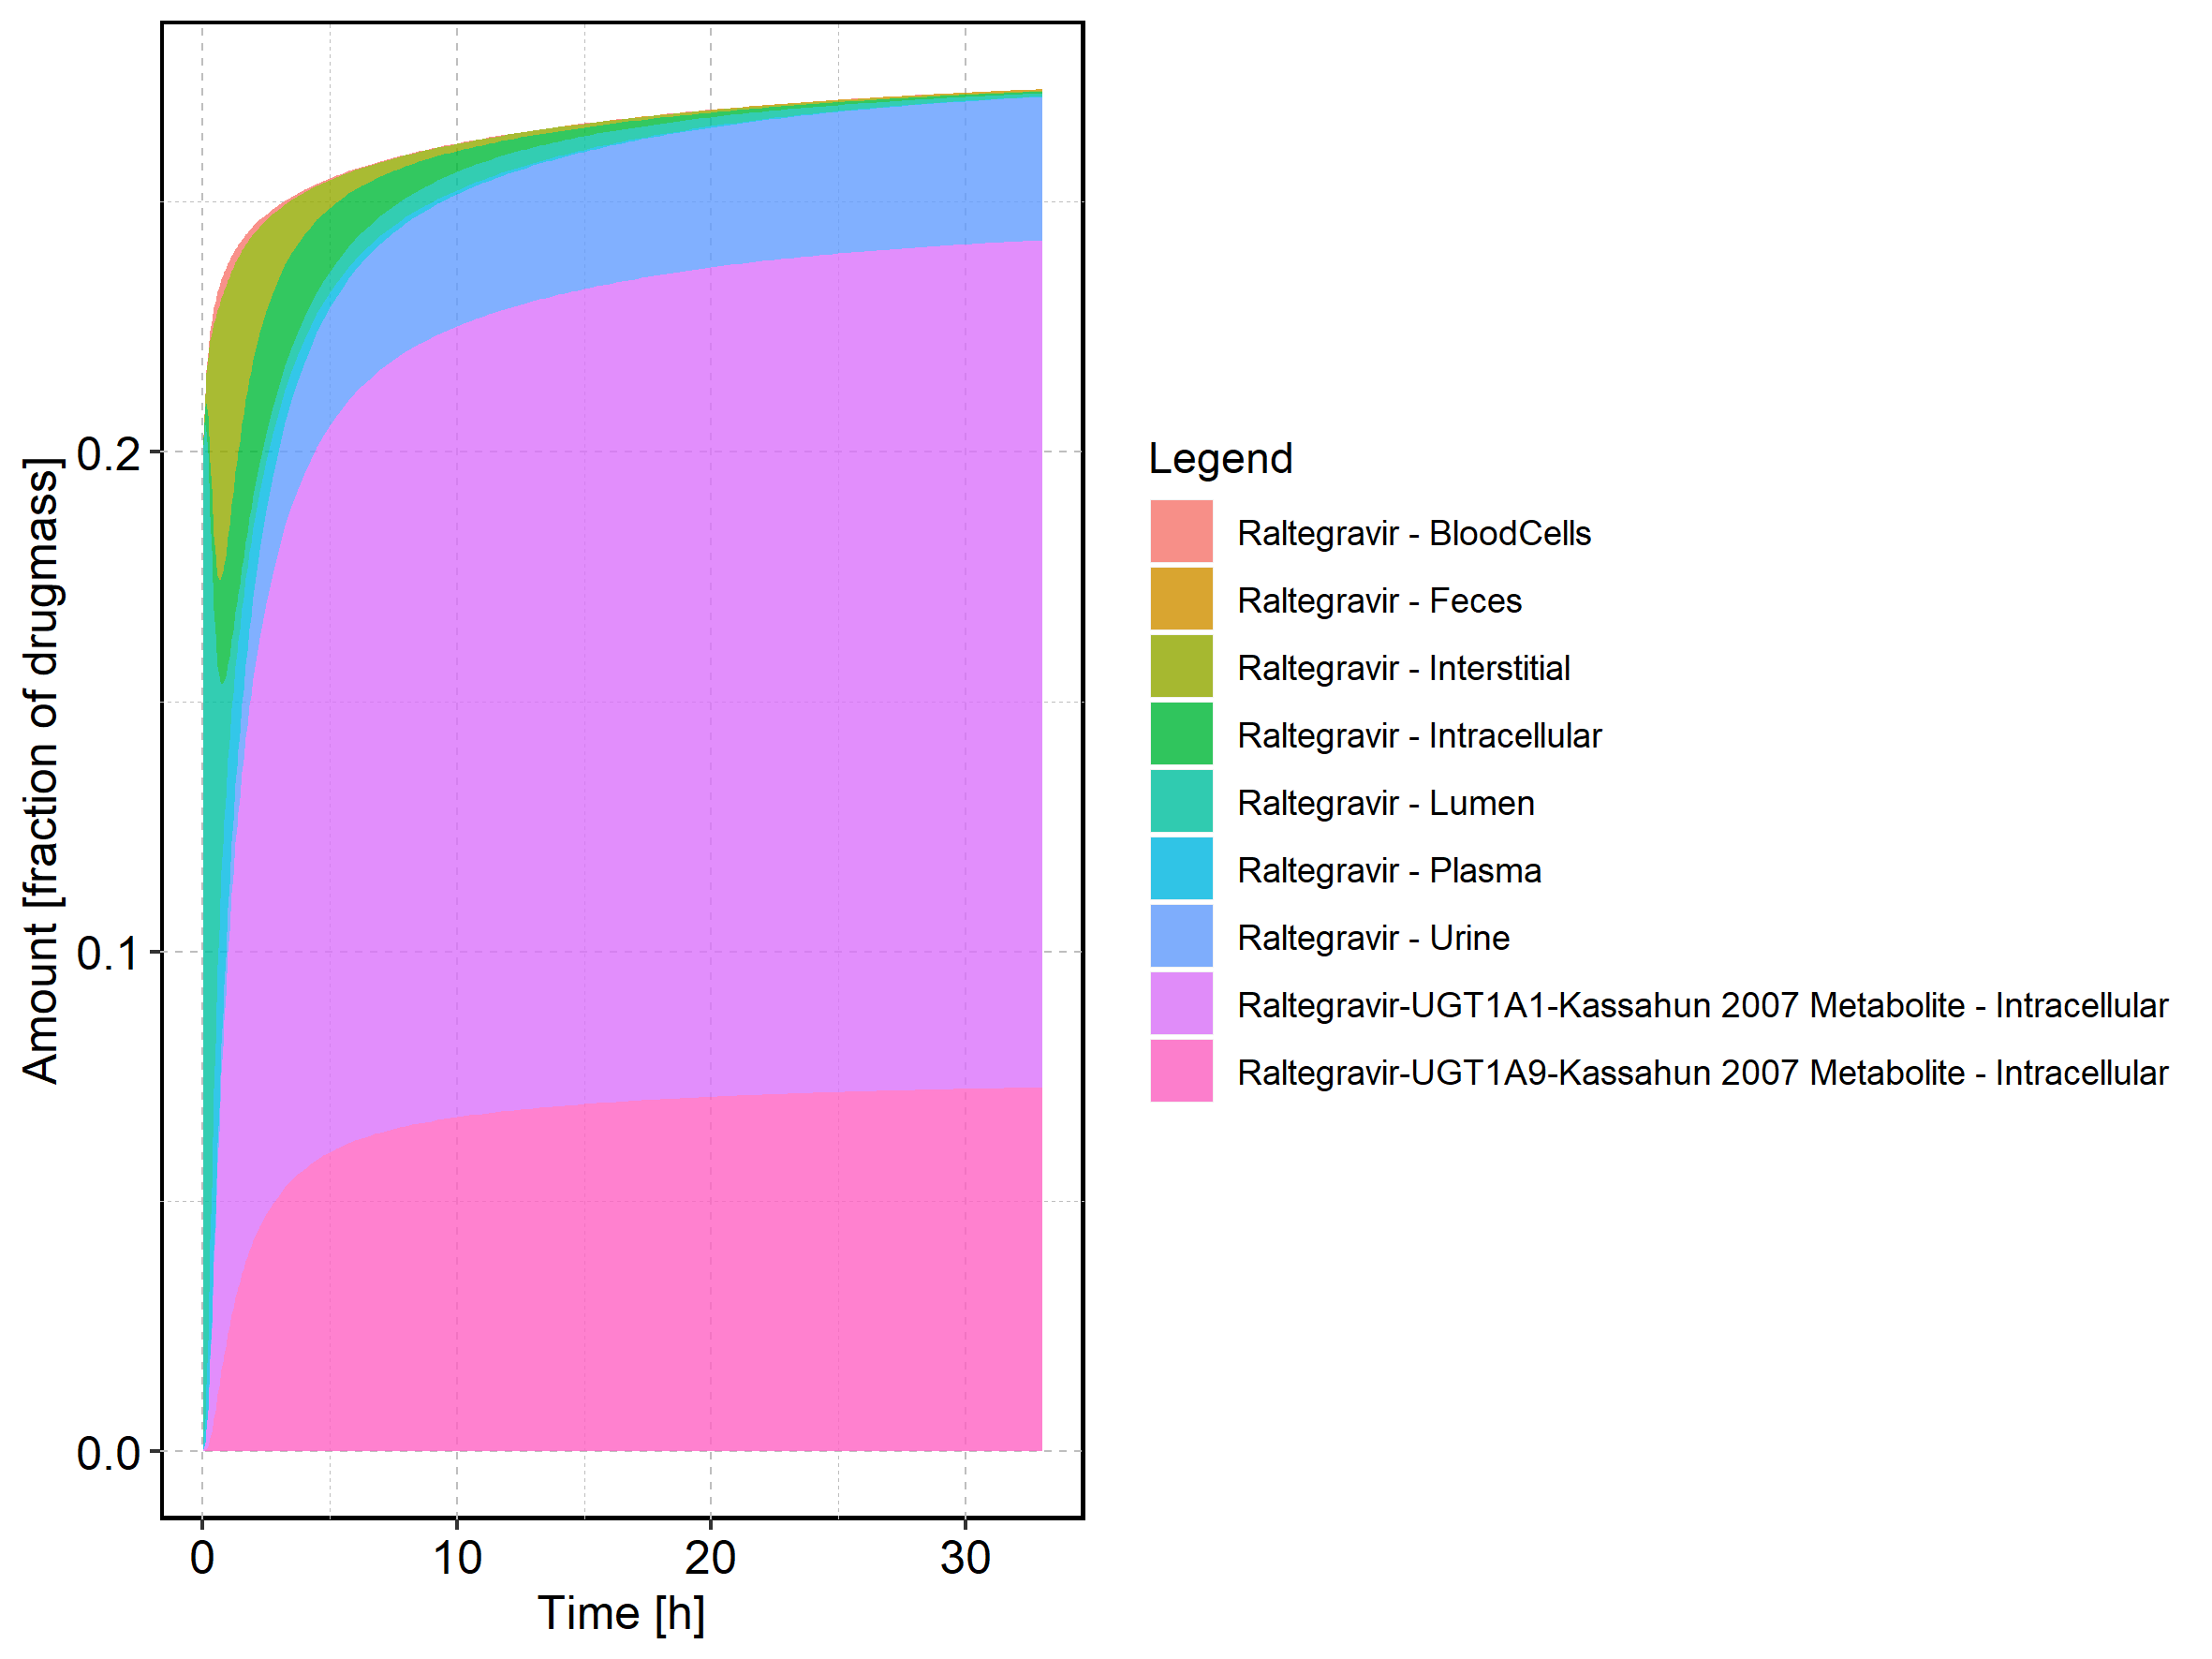 Amount [fraction of drugmass]
0.2
0.1
0.0
0
10
20
30
Time [h]
Legend
Raltegravir - BloodCells
Raltegravir - Feces
Raltegravir - Interstitial
Raltegravir - Intracellular
Raltegravir - Lumen
Raltegravir - Plasma
Raltegravir - Urine
Raltegravir-UGT1A1-Kassahun 2007 Metabolite - Intracellular
Raltegravir-UGT1A9-Kassahun 2007 Metabolite - Intracellular